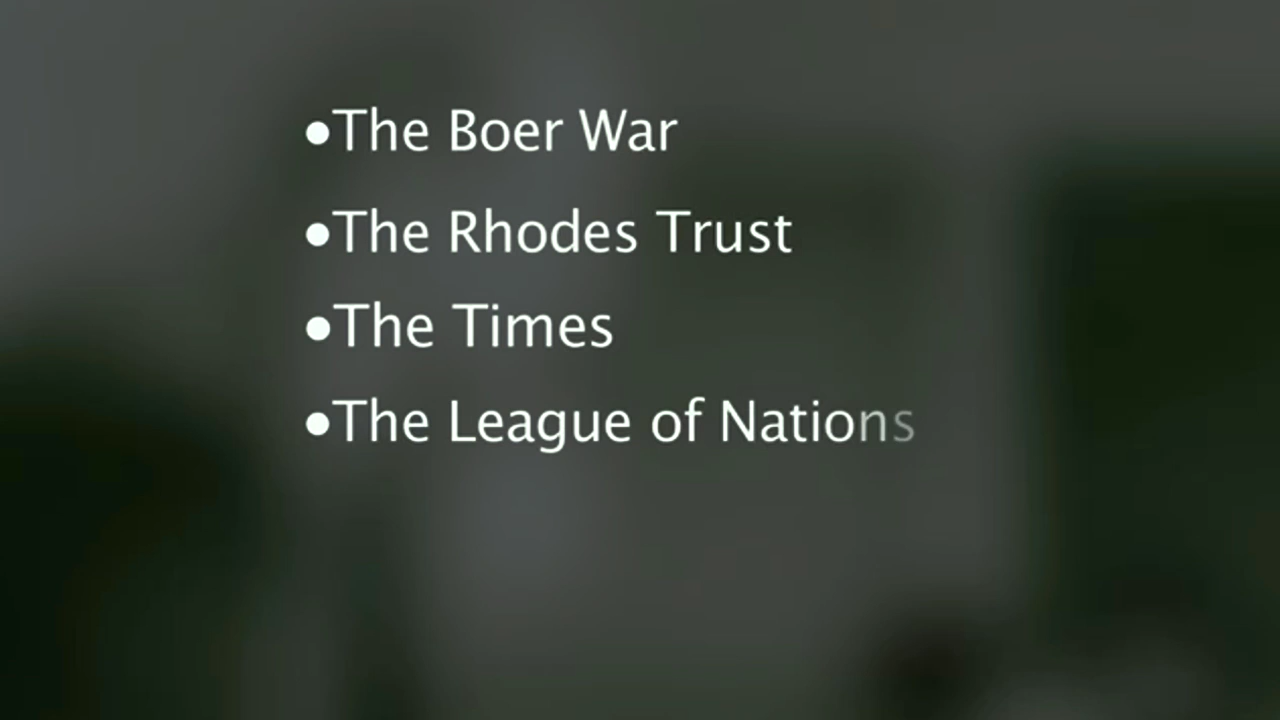 •The Boer War
•The Rhodes Trust
•The Times
•The League of Nations